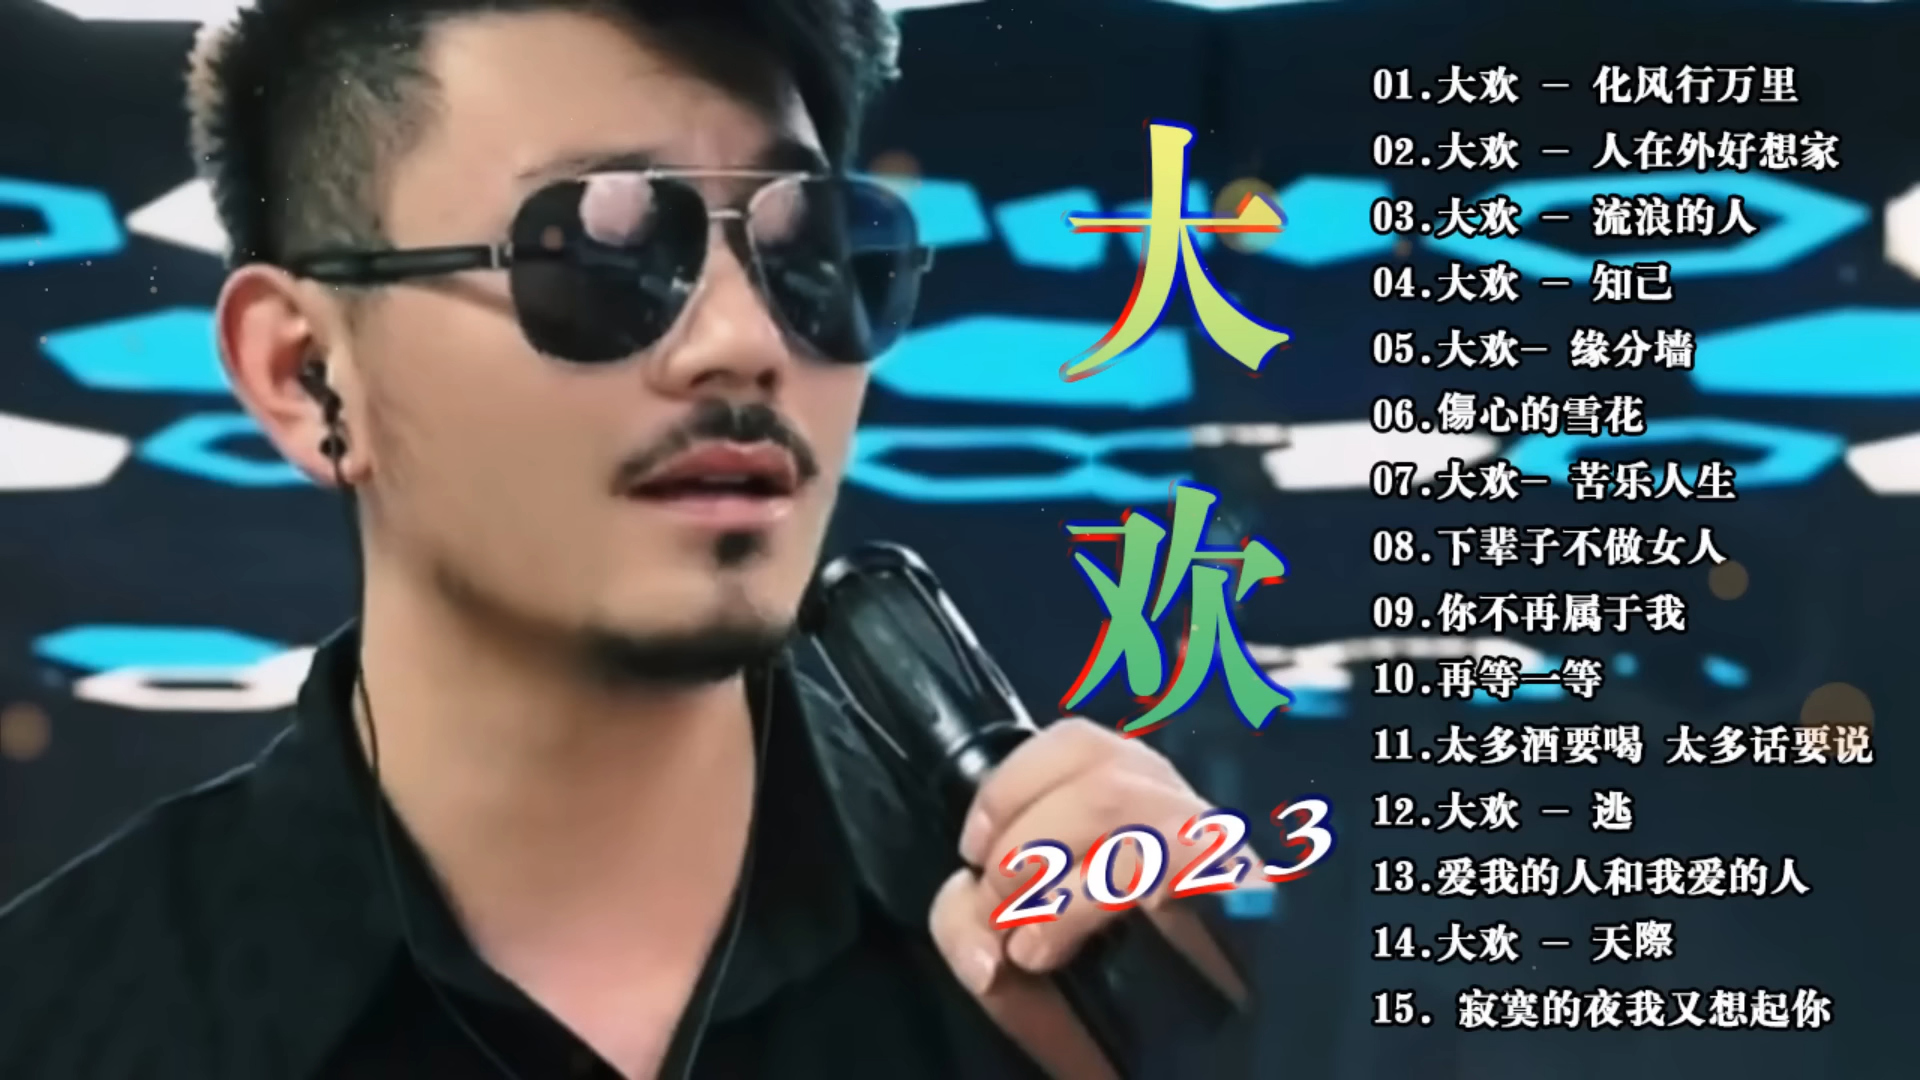 大
欢
2023
01.大欢 – 化风行万里
02.大欢 – 人在外好想家
03.大欢 – 流浪的人
04.大欢 – 知己
05.大欢– 缘分墙
06.傷心的雪花
07.大欢– 苦乐人生
08.下辈子不做女人
09.你不再属于我
10.再等一等
11.太多酒要喝 太多话要说
12.大欢 – 逃
13.爱我的人和我爱的人
14.大欢 – 天際
15. 寂寞的夜我又想起你